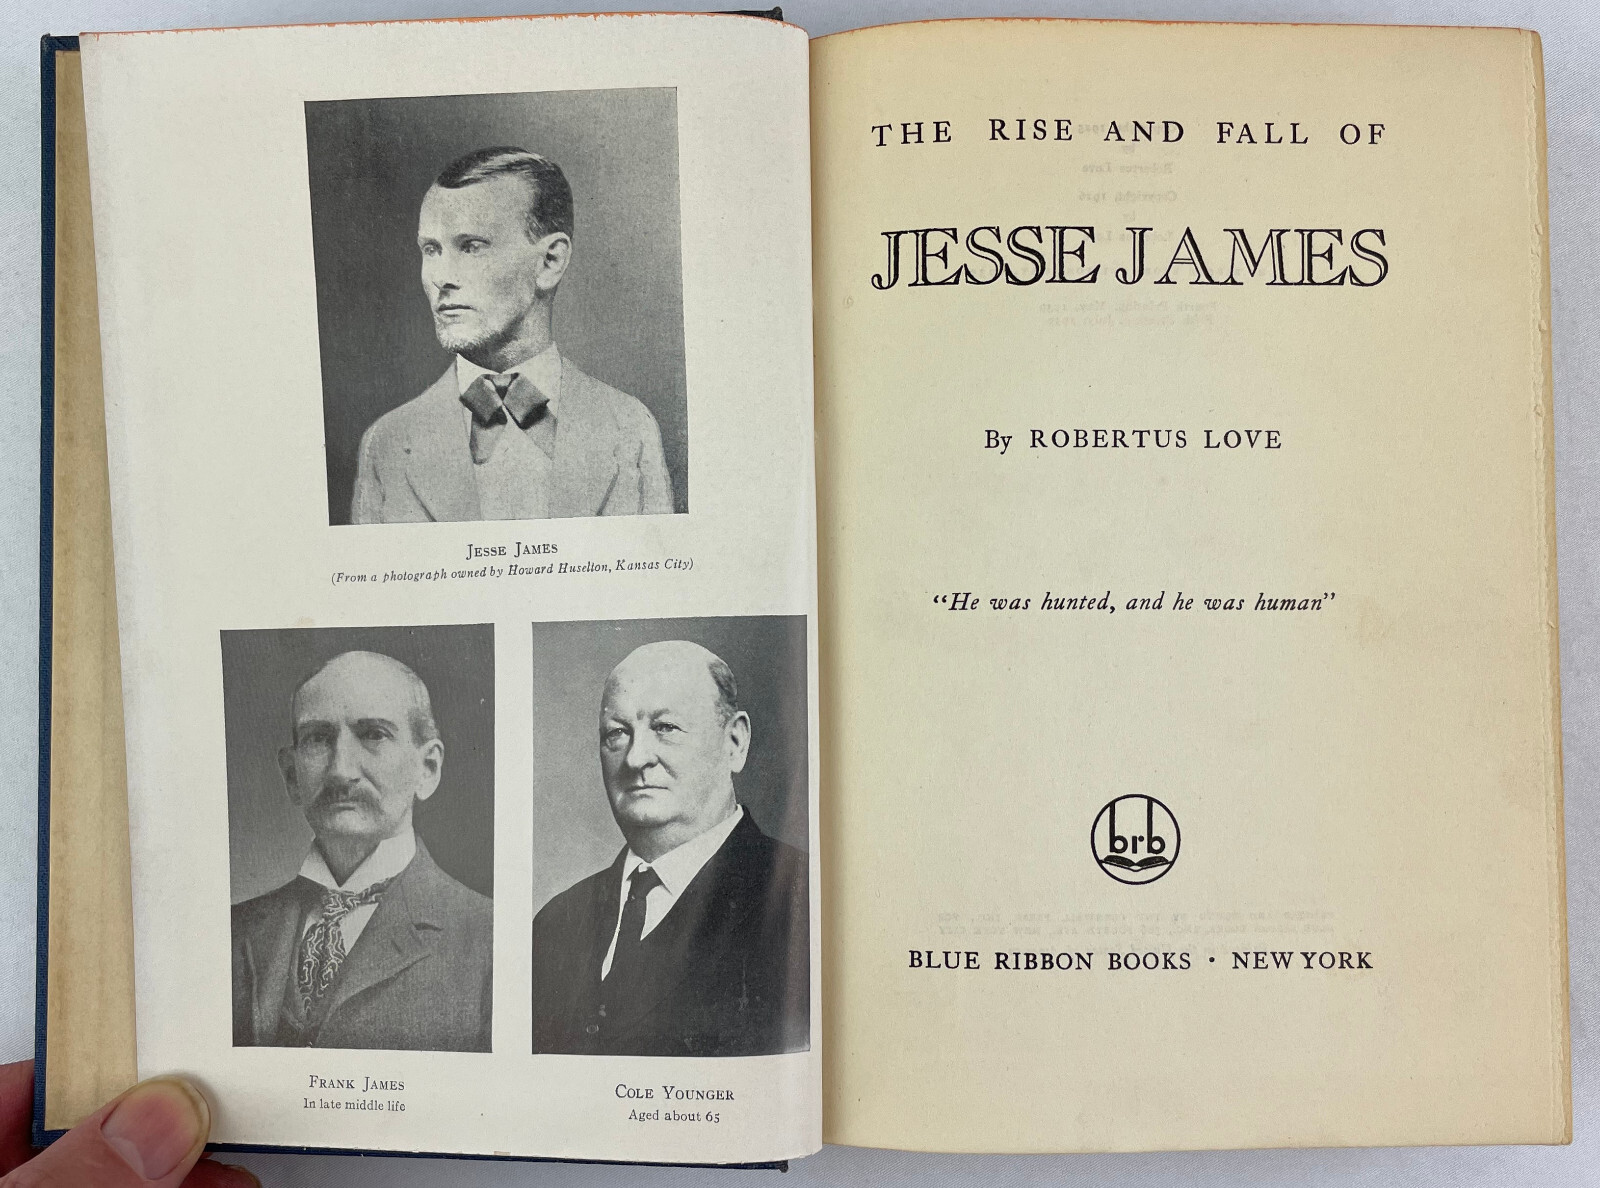 JESSE JAMES
(From a photograph owned by Howard Huselton, Kansas City)
FRANK JAMES
In late middle life
COLE YOUNGER
Aged about 65
THE RISE AND FALL OF
JESSE JAMES
By ROBERTUS LOVE
“He was hunted, and he was human”
brb
BLUE RIBBON BOOKS · NEW YORK